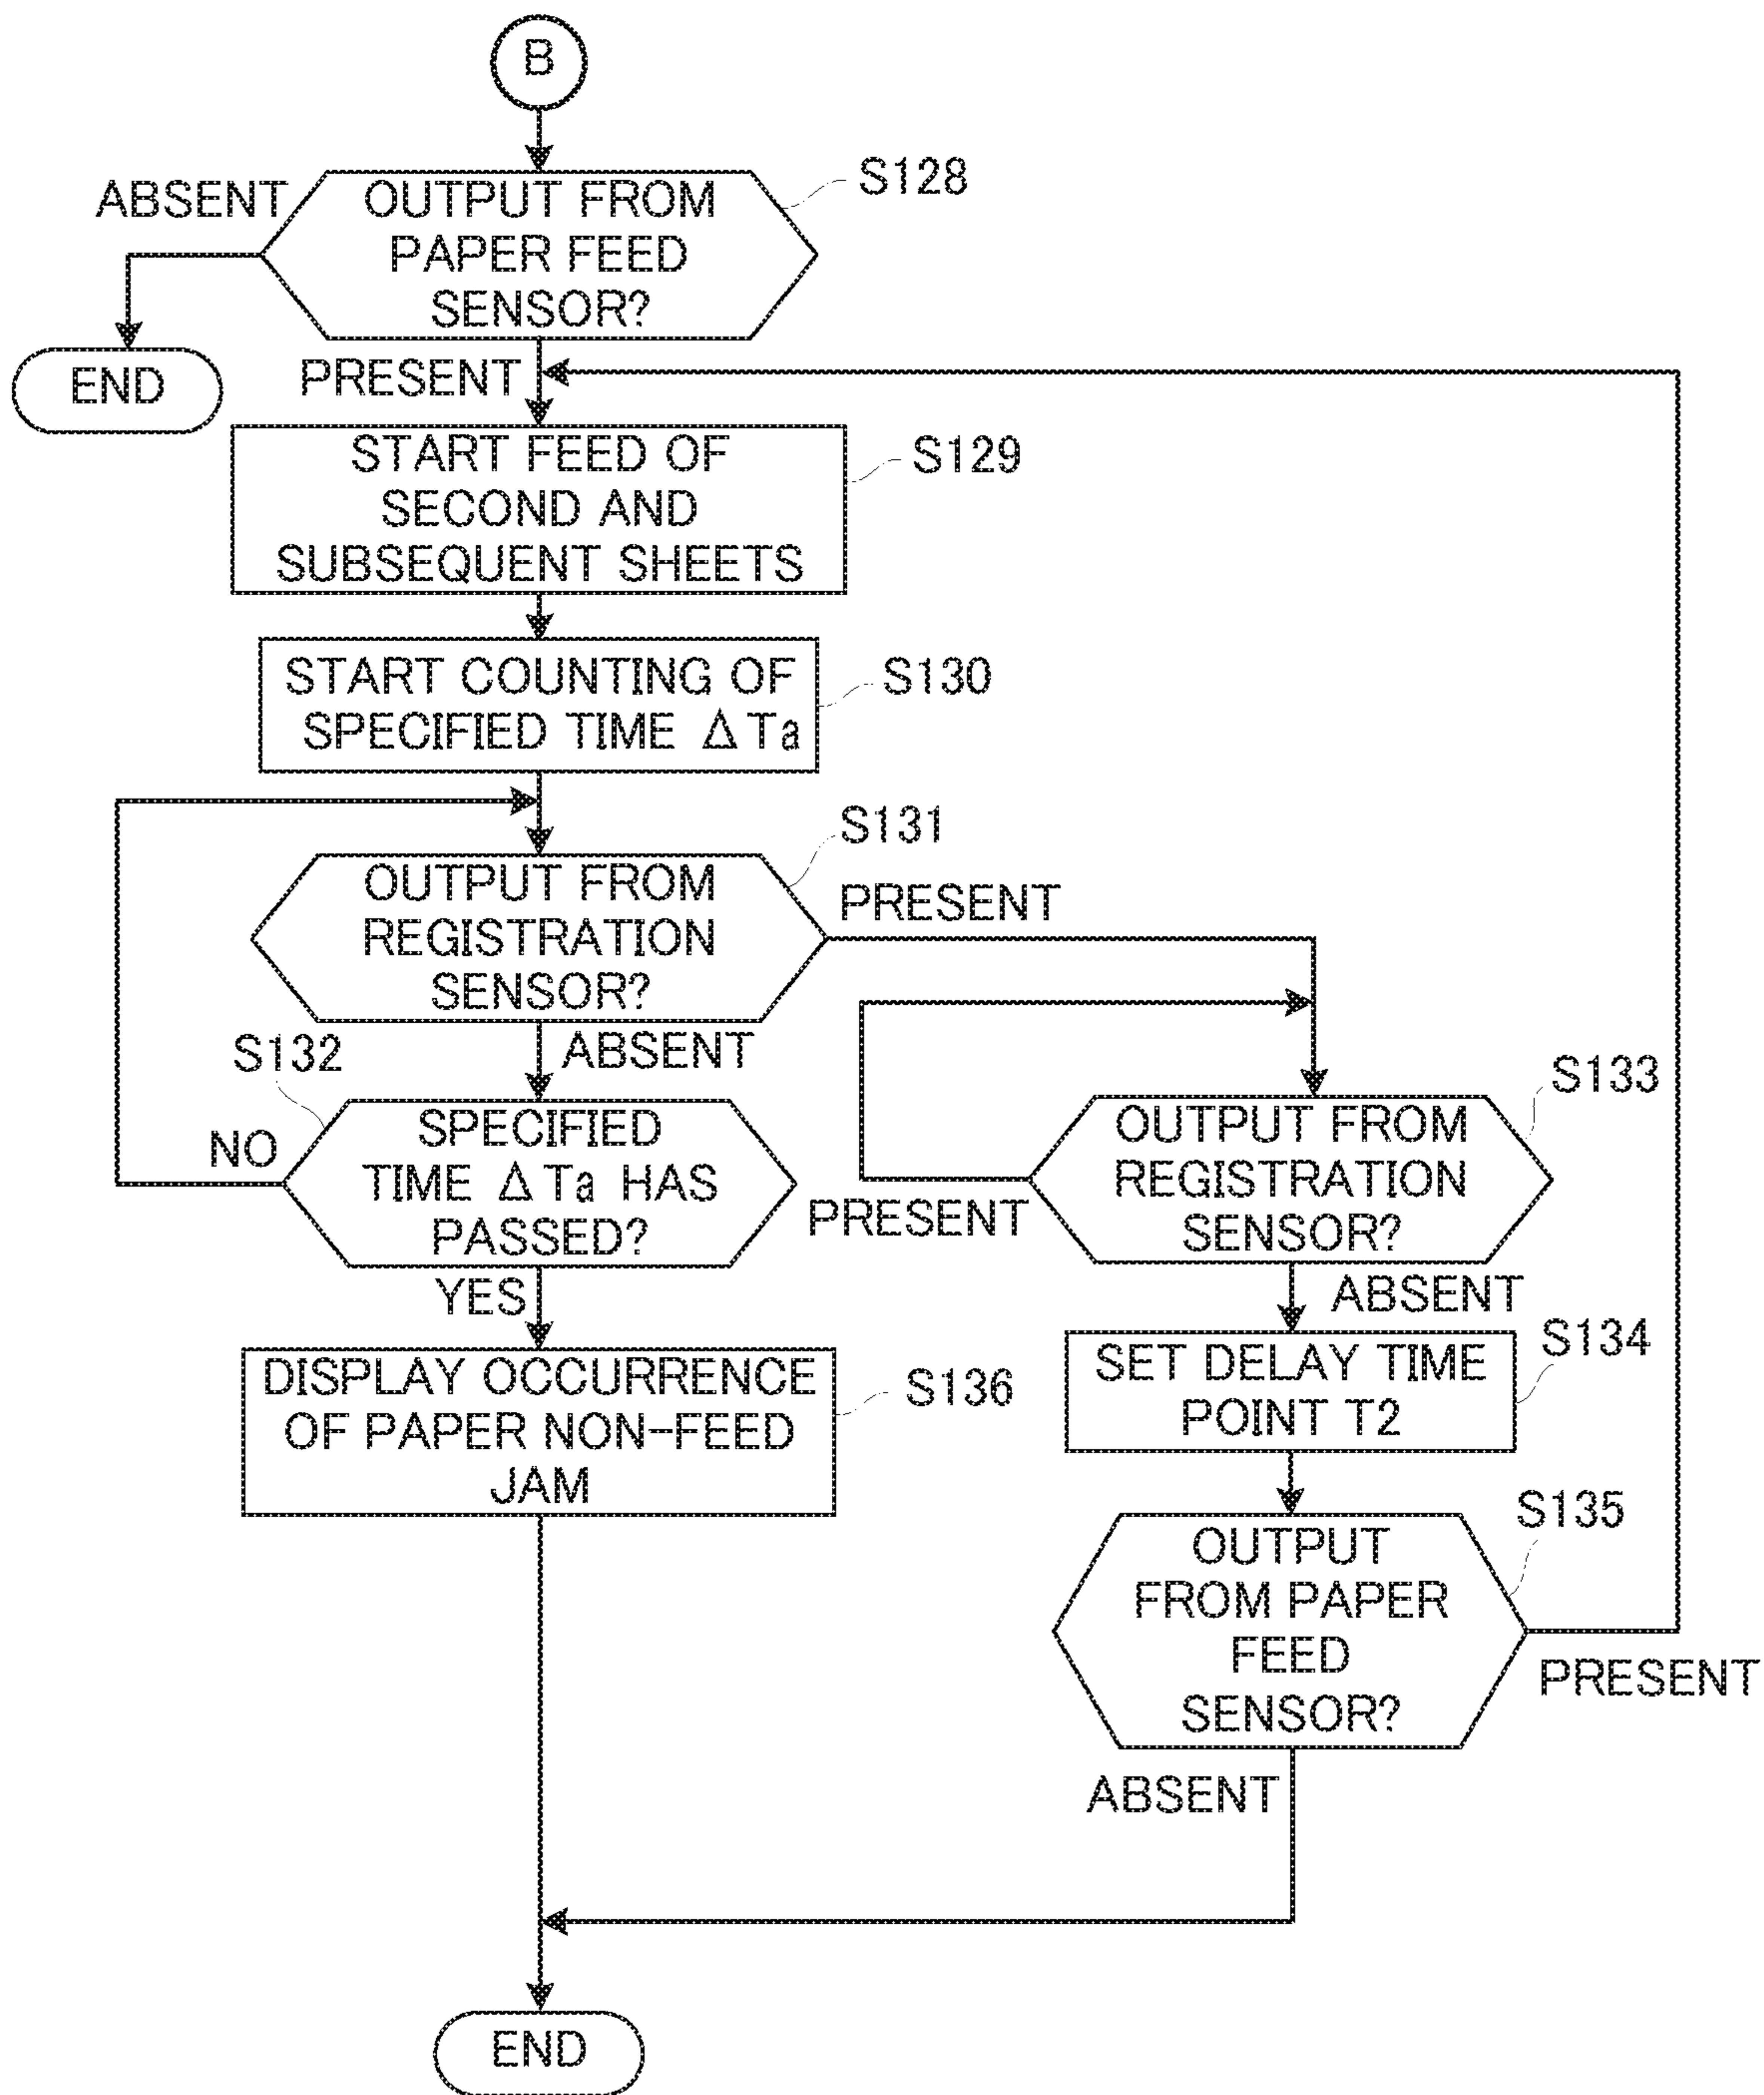 B
S128
ABSENT
OUTPUT FROM
PAPER FEED
SENSOR?
END
PRESENT
START FEED OF
SECOND AND
SUBSEQUENT SHEETS
S129
START COUNTING OF
SPECIFIED TIME ΔTa
S130
S131
OUTPUT FROM
REGISTRATION
SENSOR?
PRESENT
ABSENT
S132
NO
SPECIFIED
TIME ΔTa HAS
PASSED?
YES
S133
OUTPUT FROM
REGISTRATION
SENSOR?
PRESENT
ABSENT
DISPLAY OCCURRENCE
OF PAPER NON-FEED
JAM
S136
SET DELAY TIME
POINT T2
S134
S135
OUTPUT
FROM PAPER
FEED
SENSOR?
PRESENT
ABSENT
END